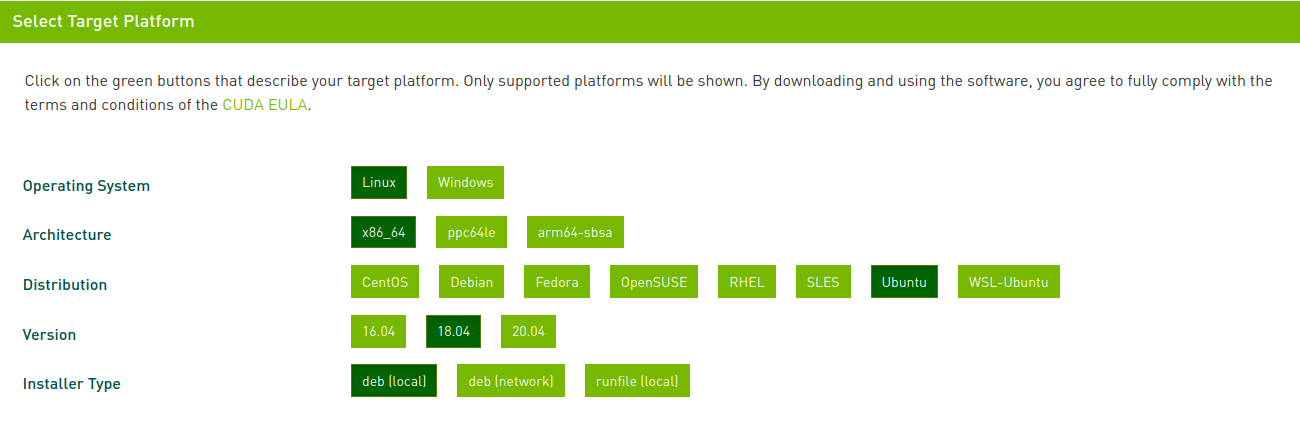 Select Target Platform
Click on the green buttons that describe your target platform. Only supported platforms will be shown. By downloading and using the software, you agree to fully comply with the
terms and conditions of the CUDA EULA.
Operating System Linux Windows
Architecture x86_64 ppc64le arm64-sbsa
Distribution CentOS Debian Fedora OpenSUSE RHEL SLES Ubuntu WSL-Ubuntu
Version 16.04 18.04 20.04
Installer Type deb (local) deb (network) runfile (local)